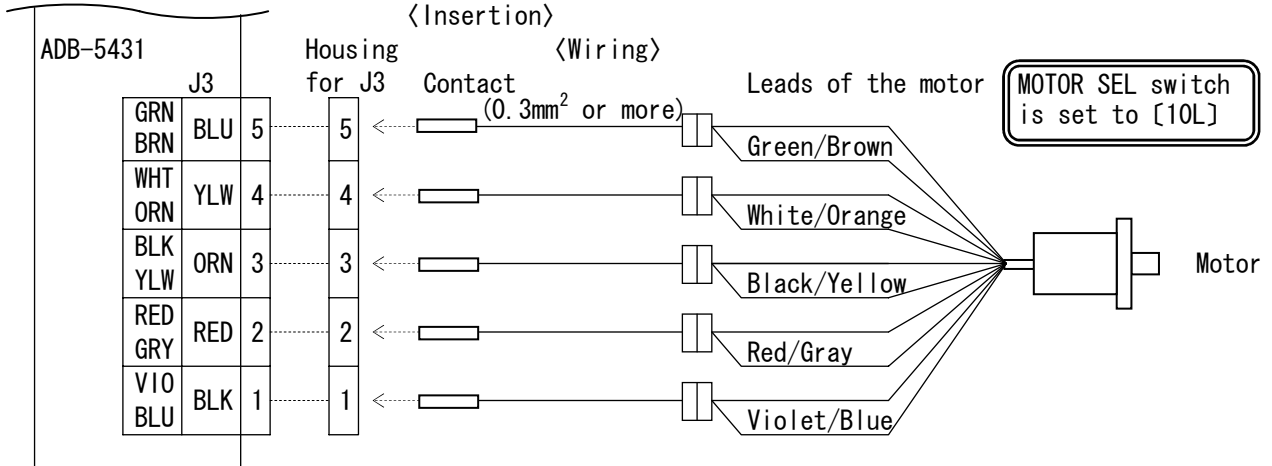 〈Insertion〉
ADB-5431
Housing
for J3
〈Wiring〉
J3
Contact
(0.3mm² or more)
Leads of the motor
MOTOR SEL switch
is set to [10L]
GRN
BRN
BLU
5
5
Green/Brown
WHT
ORN
YLW
4
4
White/Orange
BLK
YLW
ORN
3
3
Black/Yellow
Motor
RED
GRY
RED
2
2
Red/Gray
VIO
BLU
BLK
1
1
Violet/Blue